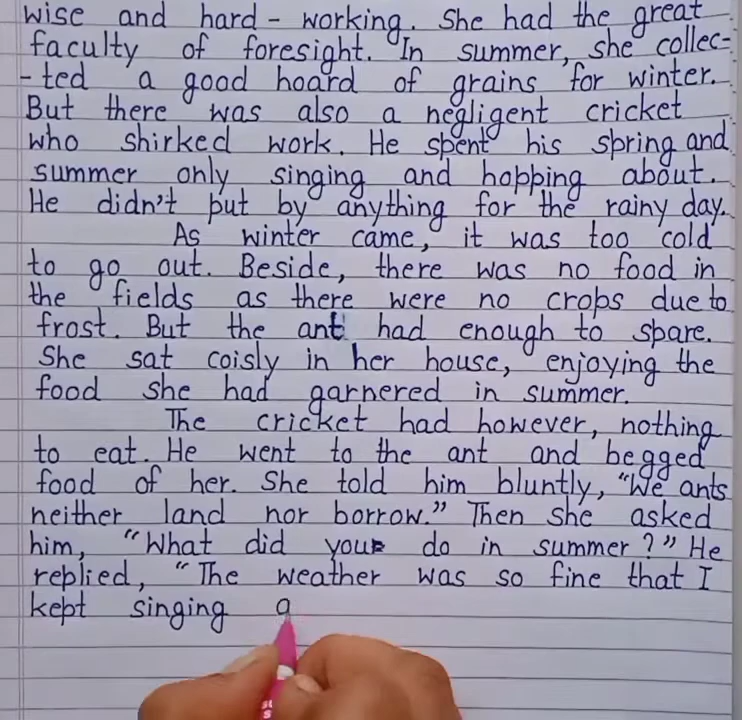 wise and hard - working. She had the great
faculty of foresight. In summer, she collec-
-ted a good hoard of grains for winter.
But there was also a negligent cricket
who shirked work. He spent his spring and
summer only singing and hopping about.
He didn't put by anything for the rainy day.
As winter came, it was too cold
to go out. Beside, there was no food in
the fields as there were no crops due to
frost. But the ant had enough to spare.
She sat coisly in her house, enjoying the
food she had garnered in summer.
The cricket had however, nothing
to eat. He went to the ant and begged
food of her. She told him bluntly, "We ants
neither land nor borrow." Then she asked
him, "What did you do in summer?" He
replied, "The weather was so fine that I
kept singing a